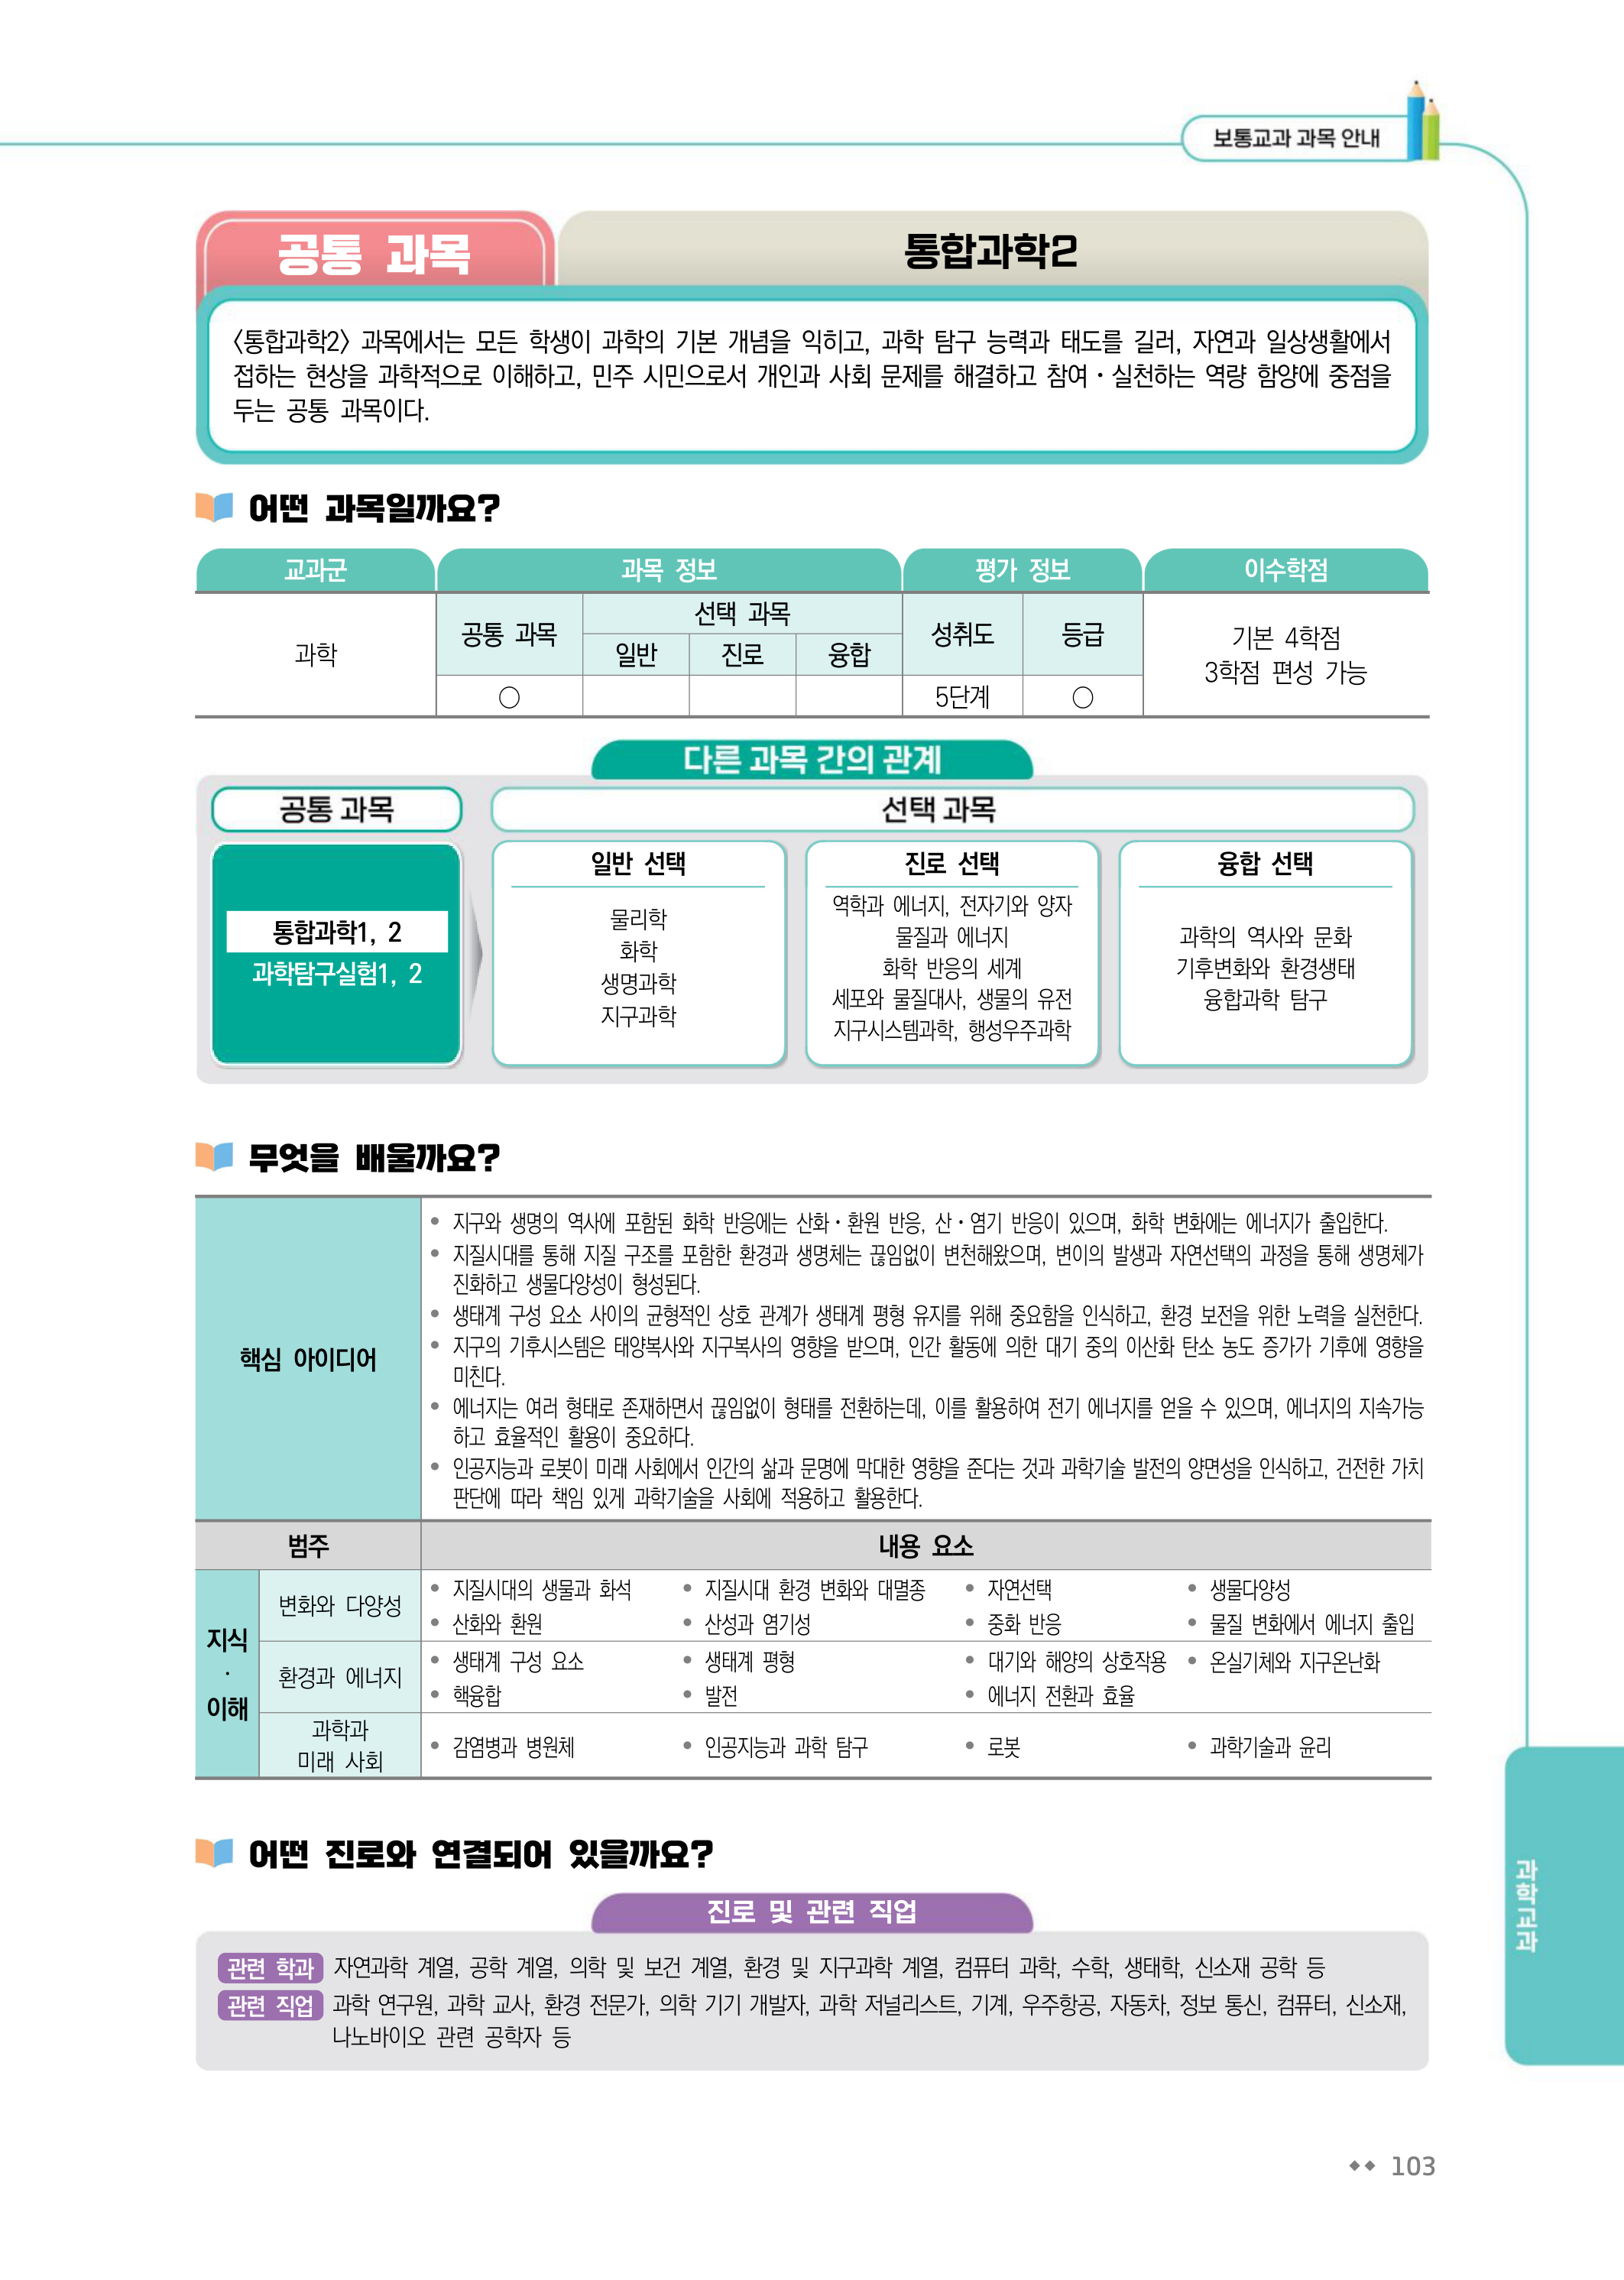 보통교과 과목 안내
공통 과목
통합과학2
〈통합과학2〉 과목에서는 모든 학생이 과학의 기본 개념을 익히고, 과학 탐구 능력과 태도를 길러, 자연과 일상생활에서
접하는 현상을 과학적으로 이해하고, 민주 시민으로서 개인과 사회 문제를 해결하고 참여·실천하는 역량 함양에 중점을
두는 공통 과목이다.
어떤 과목일까요?
교과군 과목 정보 평가 정보 이수학점
과학 공통 과목 선택 과목 성취도 등급 기본 4학점
일반 진로 융합 3학점 편성 가능
○ 5단계 ○
다른 과목 간의 관계
공통 과목 선택 과목
통합과학1, 2
과학탐구실험1, 2
일반 선택
물리학
화학
생명과학
지구과학
진로 선택
역학과 에너지, 전자기와 양자
물질과 에너지
화학 반응의 세계
세포와 물질대사, 생물의 유전
지구시스템과학, 행성우주과학
융합 선택
과학의 역사와 문화
기후변화와 환경생태
융합과학 탐구
무엇을 배울까요?
핵심 아이디어
• 지구와 생명의 역사에 포함된 화학 반응에는 산화·환원 반응, 산·염기 반응이 있으며, 화학 변화에는 에너지가 출입한다.
• 지질시대를 통해 지질 구조를 포함한 환경과 생명체는 끊임없이 변천해왔으며, 변이의 발생과 자연선택의 과정을 통해 생명체가
진화하고 생물다양성이 형성된다.
• 생태계 구성 요소 사이의 균형적인 상호 관계가 생태계 평형 유지를 위해 중요함을 인식하고, 환경 보전을 위한 노력을 실천한다.
• 지구의 기후시스템은 태양복사와 지구복사의 영향을 받으며, 인간 활동에 의한 대기 중의 이산화 탄소 농도 증가가 기후에 영향을
미친다.
• 에너지는 여러 형태로 존재하면서 끊임없이 형태를 전환하는데, 이를 활용하여 전기 에너지를 얻을 수 있으며, 에너지의 지속가능
하고 효율적인 활용이 중요하다.
• 인공지능과 로봇이 미래 사회에서 인간의 삶과 문명에 막대한 영향을 준다는 것과 과학기술 발전의 양면성을 인식하고, 건전한 가치
판단에 따라 책임 있게 과학기술을 사회에 적용하고 활용한다.
범주 내용 요소
지식
·
이해
변화와 다양성
• 지질시대의 생물과 화석 • 지질시대 환경 변화와 대멸종 • 자연선택 • 생물다양성
• 산화와 환원 • 산성과 염기성 • 중화 반응 • 물질 변화에서 에너지 출입
환경과 에너지
• 생태계 구성 요소 • 생태계 평형 • 대기와 해양의 상호작용 • 온실기체와 지구온난화
• 핵융합 • 발전 • 에너지 전환과 효율
과학과
미래 사회
• 감염병과 병원체 • 인공지능과 과학 탐구 • 로봇 • 과학기술과 윤리
어떤 진로와 연결되어 있을까요?
진로 및 관련 직업
관련 학과 자연과학 계열, 공학 계열, 의학 및 보건 계열, 환경 및 지구과학 계열, 컴퓨터 과학, 수학, 생태학, 신소재 공학 등
관련 직업 과학 연구원, 과학 교사, 환경 전문가, 의학 기기 개발자, 과학 저널리스트, 기계, 우주항공, 자동차, 정보 통신, 컴퓨터, 신소재,
나노바이오 관련 공학자 등
과학교과
103